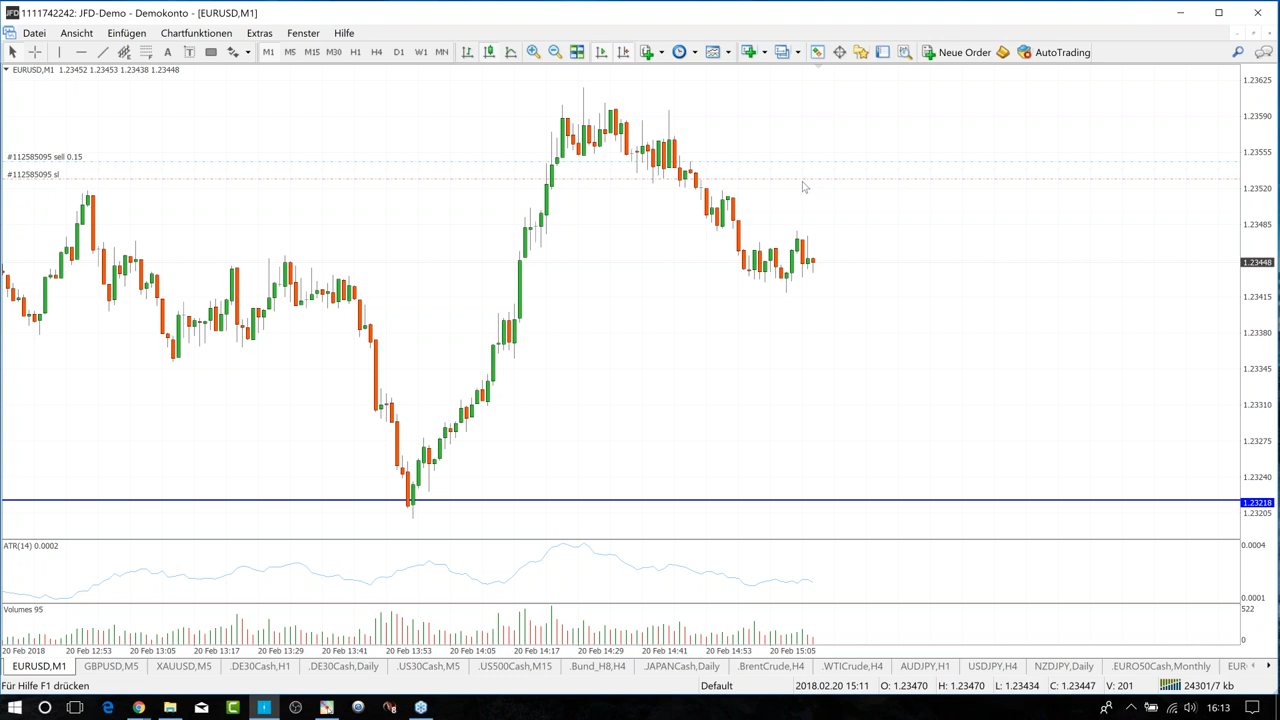 JFD 1111742242: JFD-Demo - Demokonto - [EURUSD,M1]
Datei Ansicht Einfügen Chartfunktionen Extras Fenster Hilfe
A T M1 M5 M15 M30 H1 H4 D1 W1 MN Neue Order AutoTrading
EURUSD,M1 1.23452 1.23453 1.23438 1.23448
1.23625
1.23590
#112585095 sell 0.15
1.23555
#112585095 sl
1.23520
1.23485
1.23448
1.23415
1.23380
1.23345
1.23310
1.23275
1.23240
1.23218
1.23205
ATR(14) 0.0002 0.0004
0.0001
Volumes 95 522
0
20 Feb 2018 20 Feb 12:53 20 Feb 13:05 20 Feb 13:17 20 Feb 13:29 20 Feb 13:41 20 Feb 13:53 20 Feb 14:05 20 Feb 14:17 20 Feb 14:29 20 Feb 14:41 20 Feb 14:53 20 Feb 15:05
EURUSD,M1 GBPUSD,M5 XAUUSD,M5 .DE30Cash,H1 .DE30Cash,Daily .US30Cash,M5 .US500Cash,M15 .Bund_H8,H4 .JAPANCash,Daily .BrentCrude,H4 .WTICrude,H4 AUDJPY,H1 USDJPY,H4 NZDJPY,Daily .EURO50Cash,Monthly EUR
Für Hilfe F1 drücken Default 2018.02.20 15:11 O: 1.23470 H: 1.23470 L: 1.23434 C: 1.23447 V: 201 24301/7 kb
16:13